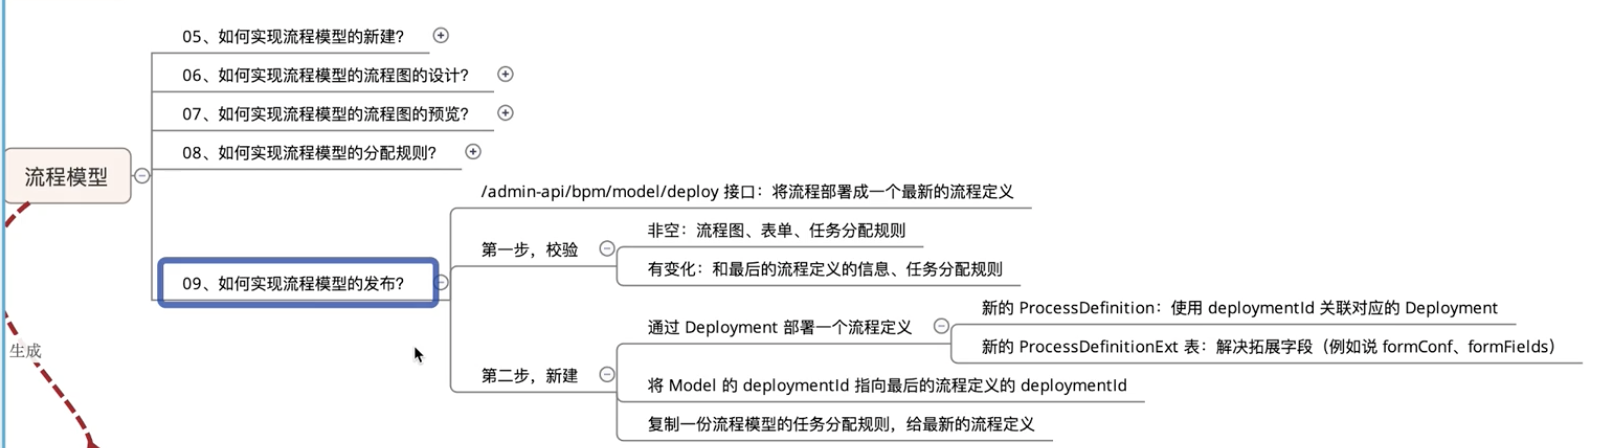 05、如何实现流程模型的新建？
06、如何实现流程模型的流程图的设计？
07、如何实现流程模型的流程图的预览？
08、如何实现流程模型的分配规则？
流程模型
/admin-api/bpm/model/deploy 接口：将流程部署成一个最新的流程定义
非空：流程图、表单、任务分配规则
第一步，校验
有变化：和最后的流程定义的信息、任务分配规则
09、如何实现流程模型的发布？
新的 ProcessDefinition：使用 deploymentId 关联对应的 Deployment
通过 Deployment 部署一个流程定义
新的 ProcessDefinitionExt 表：解决拓展字段（例如说 formConf、formFields）
生成
第二步，新建
将 Model 的 deploymentId 指向最后的流程定义的 deploymentId
复制一份流程模型的任务分配规则，给最新的流程定义